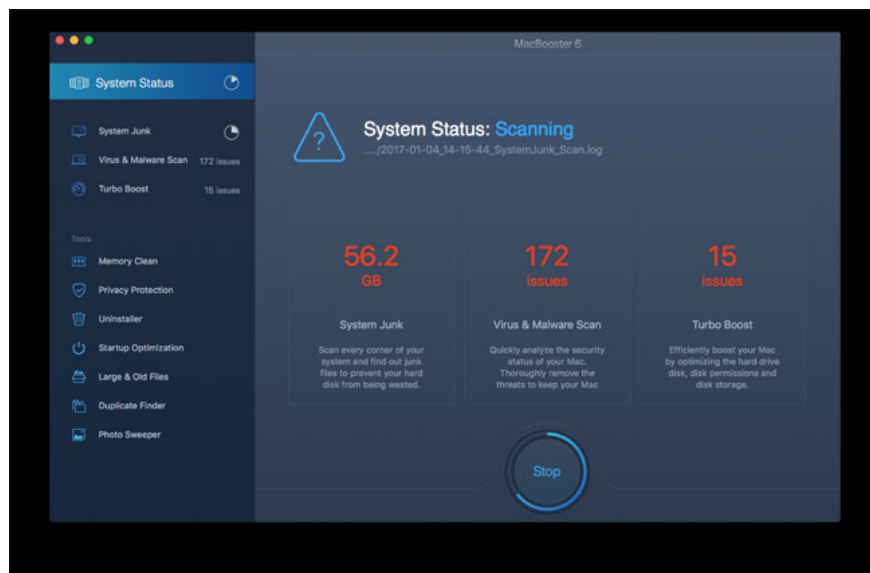 MacBooster 6
System Status
System Junk
Virus & Malware Scan 172 issues
Turbo Boost 15 issues
Tools
Memory Clean
Privacy Protection
Uninstaller
Startup Optimization
Large & Old Files
Duplicate Finder
Photo Sweeper
System Status: Scanning
..../2017-01-04_14-15-44_SystemJunk_Scan.log
56.2
GB
System Junk
Scan every corner of your
system and find out junk
files to prevent your hard
disk from being wasted.
172
issues
Virus & Malware Scan
Quickly analyze the security
status of your Mac.
Thoroughly remove the
threats to keep your Mac
15
issues
Turbo Boost
Efficiently boost your Mac
by optimizing the hard drive
disk, disk permissions and
disk storage.
Stop